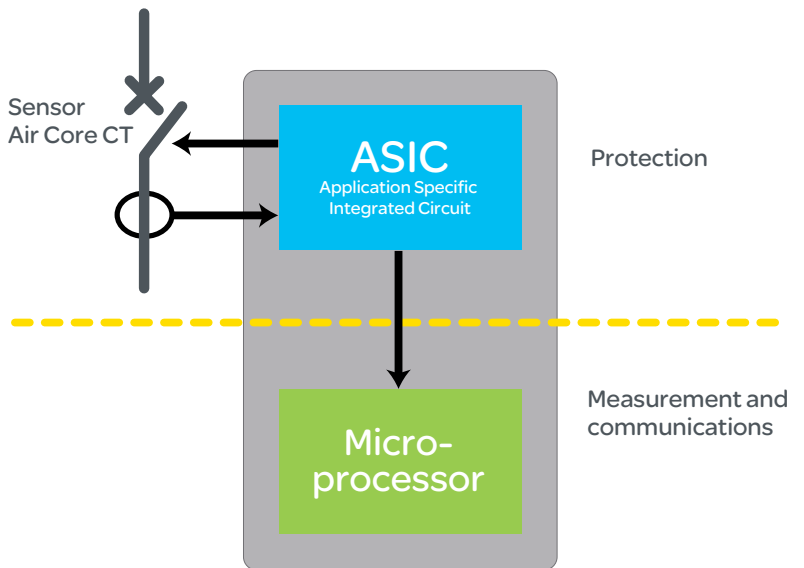 Sensor
Air Core CT
ASIC
Application Specific
Integrated Circuit
Protection
Micro-
processor
Measurement and
communications